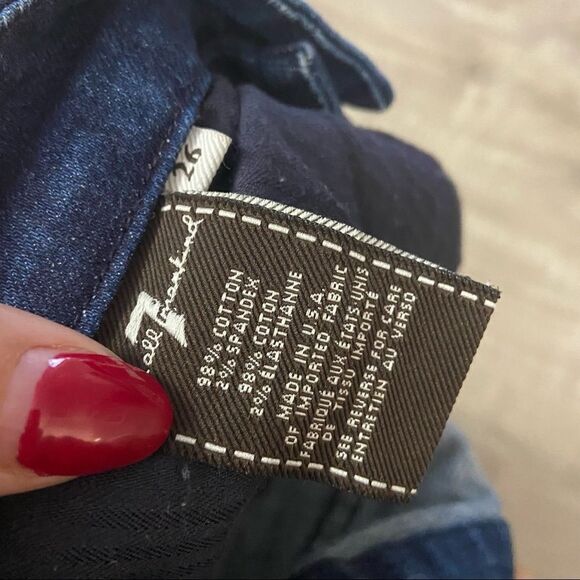 26
7
all mankind
98% COTTON
2% SPANDEX
98% COTON
2% ELASTHANNE
MADE IN U.S.A.
OF IMPORTED FABRIC
FABRIQUÉ AUX ÉTATS UNIS
DE TISSU IMPORTÉ
SEE REVERSE FOR CARE
ENTRETIEN AU VERSO